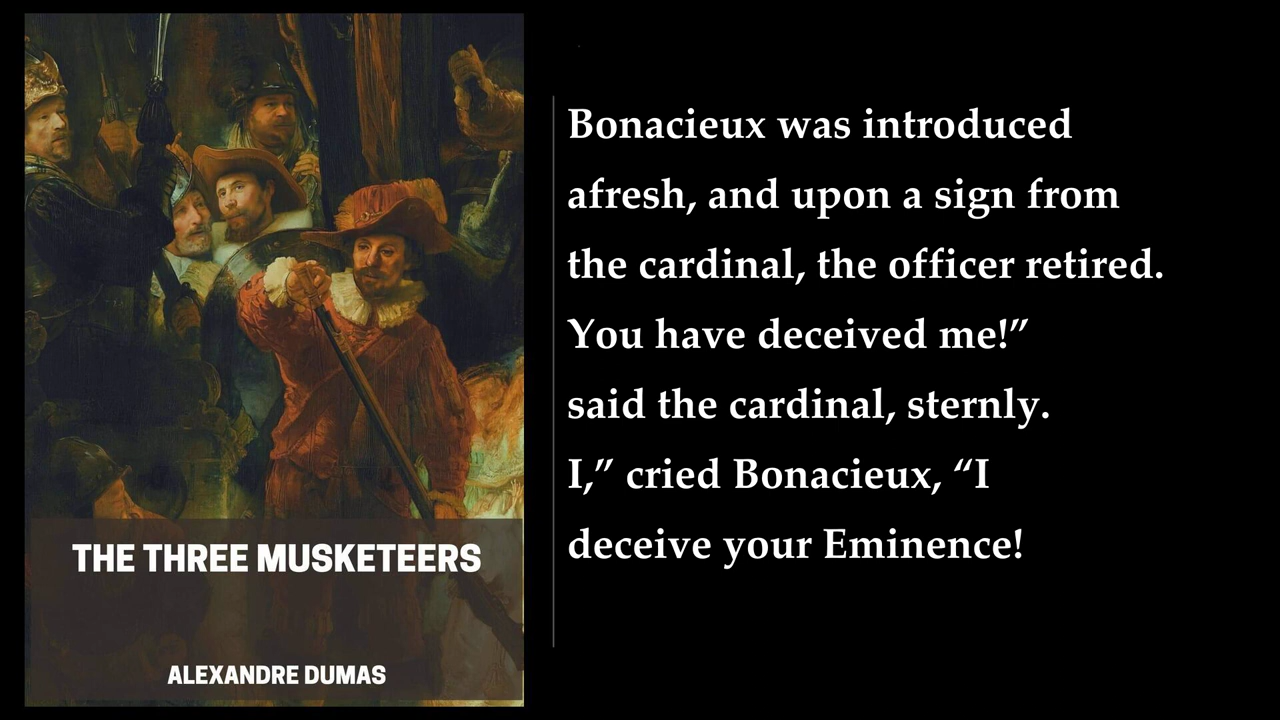 THE THREE MUSKETEERS
ALEXANDRE DUMAS
Bonacieux was introduced
afresh, and upon a sign from
the cardinal, the officer retired.
You have deceived me!”
said the cardinal, sternly.
I,” cried Bonacieux, “I
deceive your Eminence!